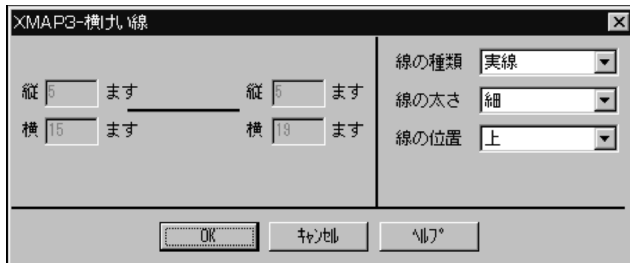 XMAP3-横けい線
縦 5 ます 縦 5 ます
横 15 ます 横 19 ます
線の種類 実線
線の太さ 細
線の位置 上
OK ｷｬﾝｾﾙ ﾍﾙﾌﾟ